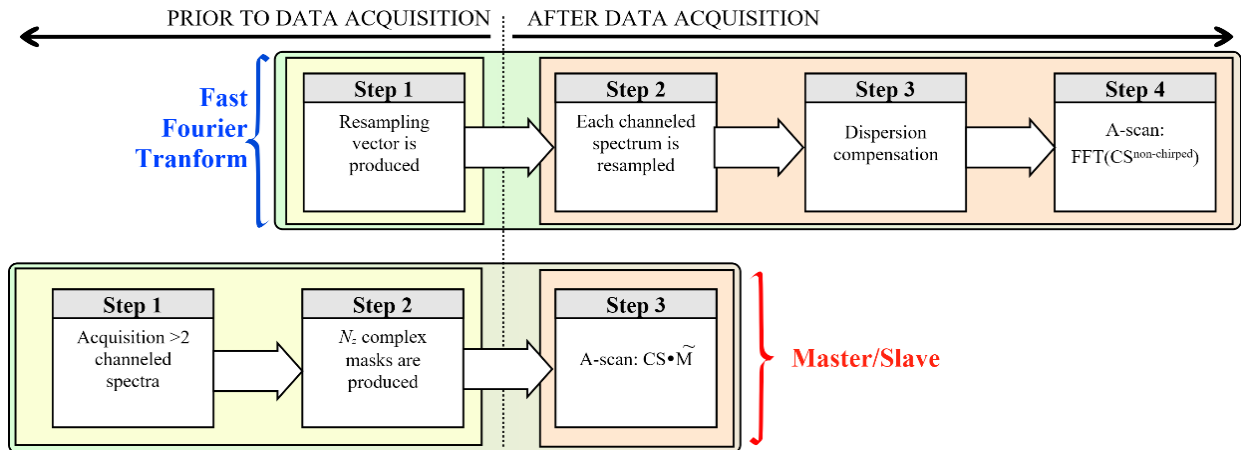 PRIOR TO DATA ACQUISITION
AFTER DATA ACQUISITION
Fast
Fourier
Tranform
Step 1
Resampling
vector is
produced
Step 2
Each channeled
spectrum is
resampled
Step 3
Dispersion
compensation
Step 4
A-scan:
FFT(CSⁿᵒⁿ⁻ᶜʰⁱʳᵖᵉᵈ)
Step 1
Acquisition >2
channeled
spectra
Step 2
N_z complex
masks are
produced
Step 3
A-scan: CS•M̃
Master/Slave